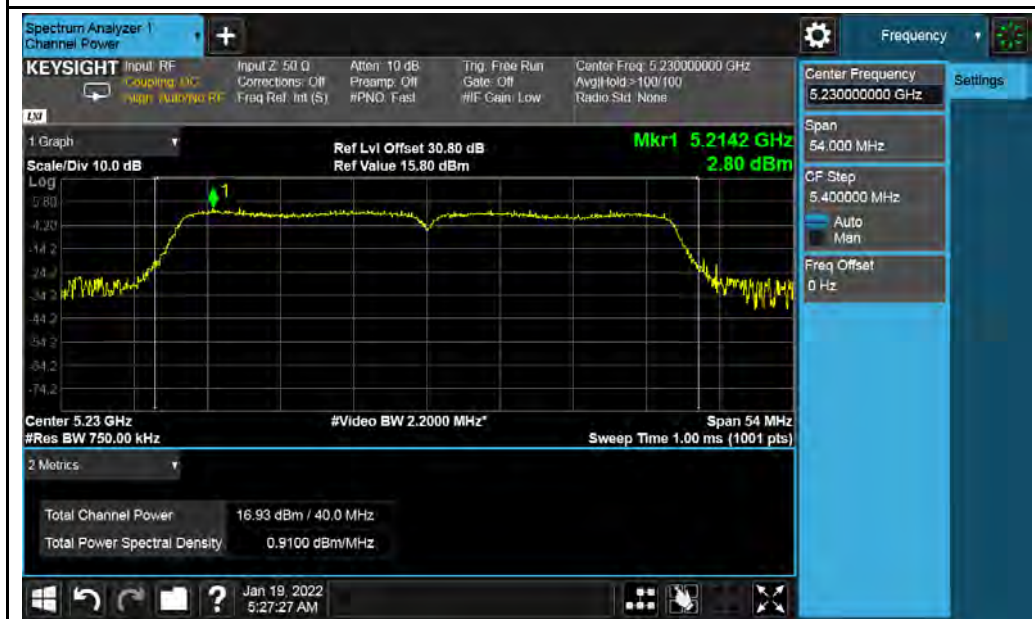 Spectrum Analyzer 1
Channel Power
Frequency
KEYSIGHT
Input: RF
Coupling: DC
Align: Auto/No RF
Input Z: 50 Ω
Corrections: Off
Freq Ref: Int (S)
Atten: 10 dB
Preamp: Off
#PNO: Fast
Trig: Free Run
Gate: Off
#IF Gain: Low
Center Freq: 5.230000000 GHz
Avg|Hold:>100/100
Radio Std: None
LXI
Center Frequency
5.230000000 GHz
Settings
Span
54.000 MHz
CF Step
5.400000 MHz
Auto
Man
Freq Offset
0 Hz
1 Graph
Scale/Div 10.0 dB
Ref Lvl Offset 30.80 dB
Ref Value 15.80 dBm
Mkr1 5.2142 GHz
2.80 dBm
Log
1
5.80
-4.20
-14.2
-24.2
-34.2
-44.2
-54.2
-64.2
-74.2
Center 5.23 GHz
#Res BW 750.00 kHz
#Video BW 2.2000 MHz*
Span 54 MHz
Sweep Time 1.00 ms (1001 pts)
2 Metrics
Total Channel Power 16.93 dBm / 40.0 MHz
Total Power Spectral Density 0.9100 dBm/MHz
Jan 19, 2022
5:27:27 AM